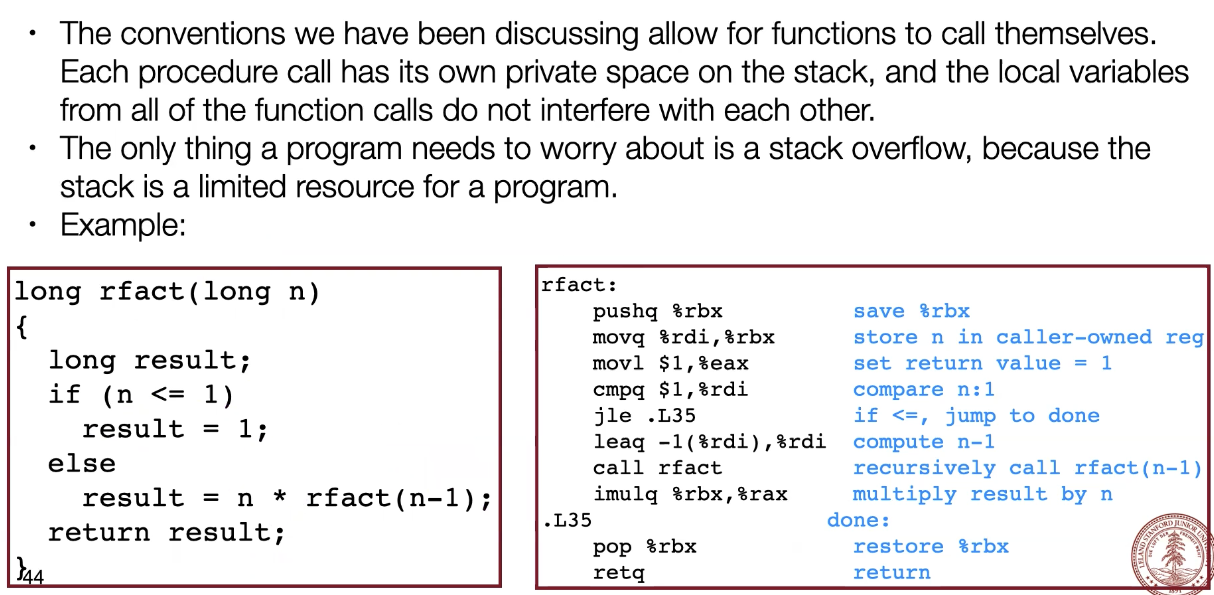 • The conventions we have been discussing allow for functions to call themselves.
Each procedure call has its own private space on the stack, and the local variables
from all of the function calls do not interfere with each other.
• The only thing a program needs to worry about is a stack overflow, because the
stack is a limited resource for a program.
• Example:
long rfact(long n)
{
  long result;
  if (n <= 1)
    result = 1;
  else
    result = n * rfact(n-1);
  return result;
}
44
rfact:
    pushq %rbx    save %rbx
    movq %rdi,%rbx    store n in caller-owned reg
    movl $1,%eax    set return value = 1
    cmpq $1,%rdi    compare n:1
    jle .L35    if <=, jump to done
    leaq -1(%rdi),%rdi    compute n-1
    call rfact    recursively call rfact(n-1)
    imulq %rbx,%rax    multiply result by n
.L35    done:
    pop %rbx    restore %rbx
    retq    return